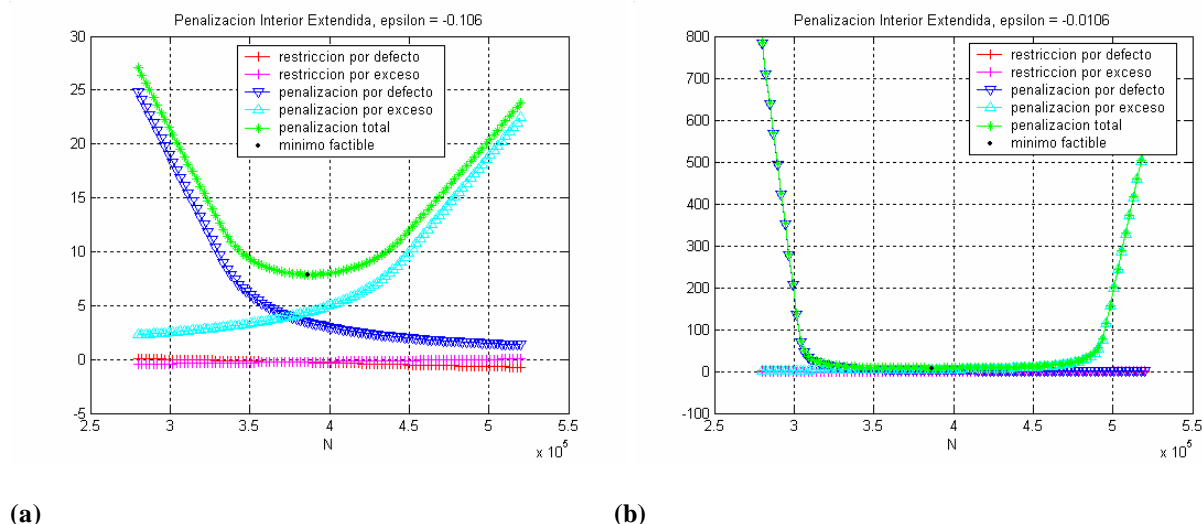 Penalizacion Interior Extendida, epsilon = -0.106
30
25
20
15
10
5
0
-5
2.5 3 3.5 4 4.5 5 5.5
N
x 10^5
restriccion por defecto
restriccion por exceso
penalizacion por defecto
penalizacion por exceso
penalizacion total
minimo factible
(a)
Penalizacion Interior Extendida, epsilon = -0.0106
800
700
600
500
400
300
200
100
0
-100
2.5 3 3.5 4 4.5 5 5.5
N
x 10^5
restriccion por defecto
restriccion por exceso
penalizacion por defecto
penalizacion por exceso
penalizacion total
minimo factible
(b)